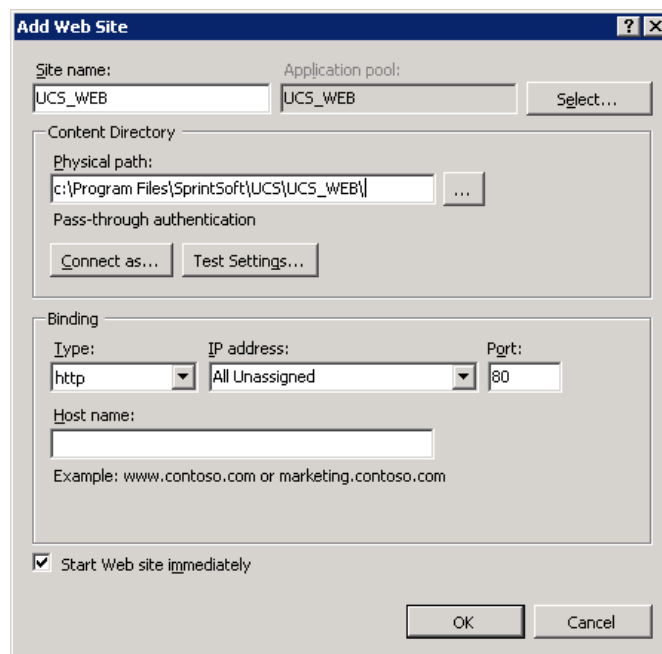 Add Web Site
Site name: Application pool:
UCS_WEB UCS_WEB Select...
Content Directory
Physical path:
c:\Program Files\SprintSoft\UCS\UCS_WEB\ ...
Pass-through authentication
Connect as... Test Settings...
Binding
Type: IP address: Port:
http All Unassigned 80
Host name:
Example: www.contoso.com or marketing.contoso.com
Start Web site immediately
OK Cancel